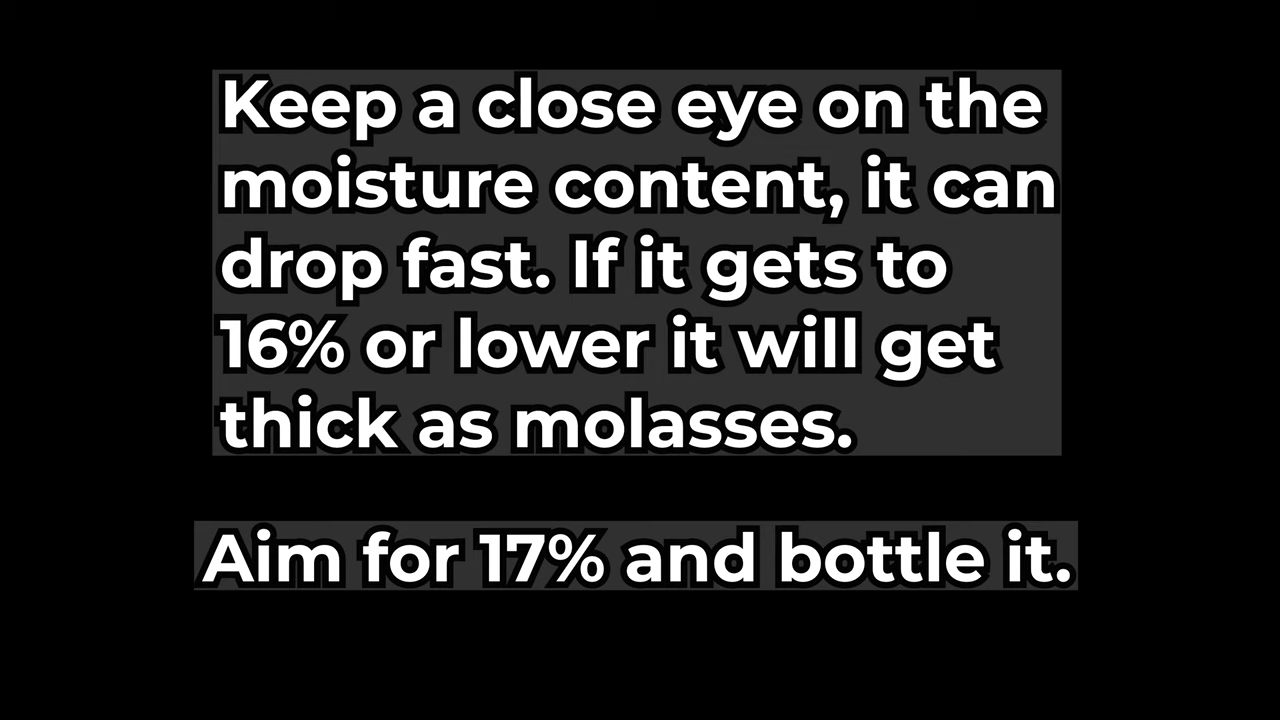 Keep a close eye on the
moisture content, it can
drop fast. If it gets to
16% or lower it will get
thick as molasses.
Aim for 17% and bottle it.